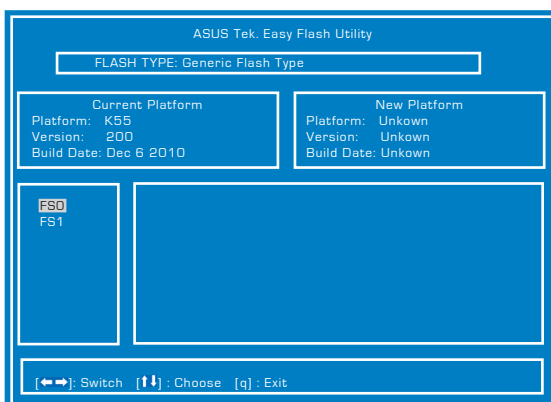 ASUS Tek. Easy Flash Utility
FLASH TYPE: Generic Flash Type
Current Platform
Platform: K55
Version: 200
Build Date: Dec 6 2010
New Platform
Platform: Unkown
Version: Unkown
Build Date: Unkown
FS0
FS1
[←→]: Switch [↑↓] : Choose [q] : Exit